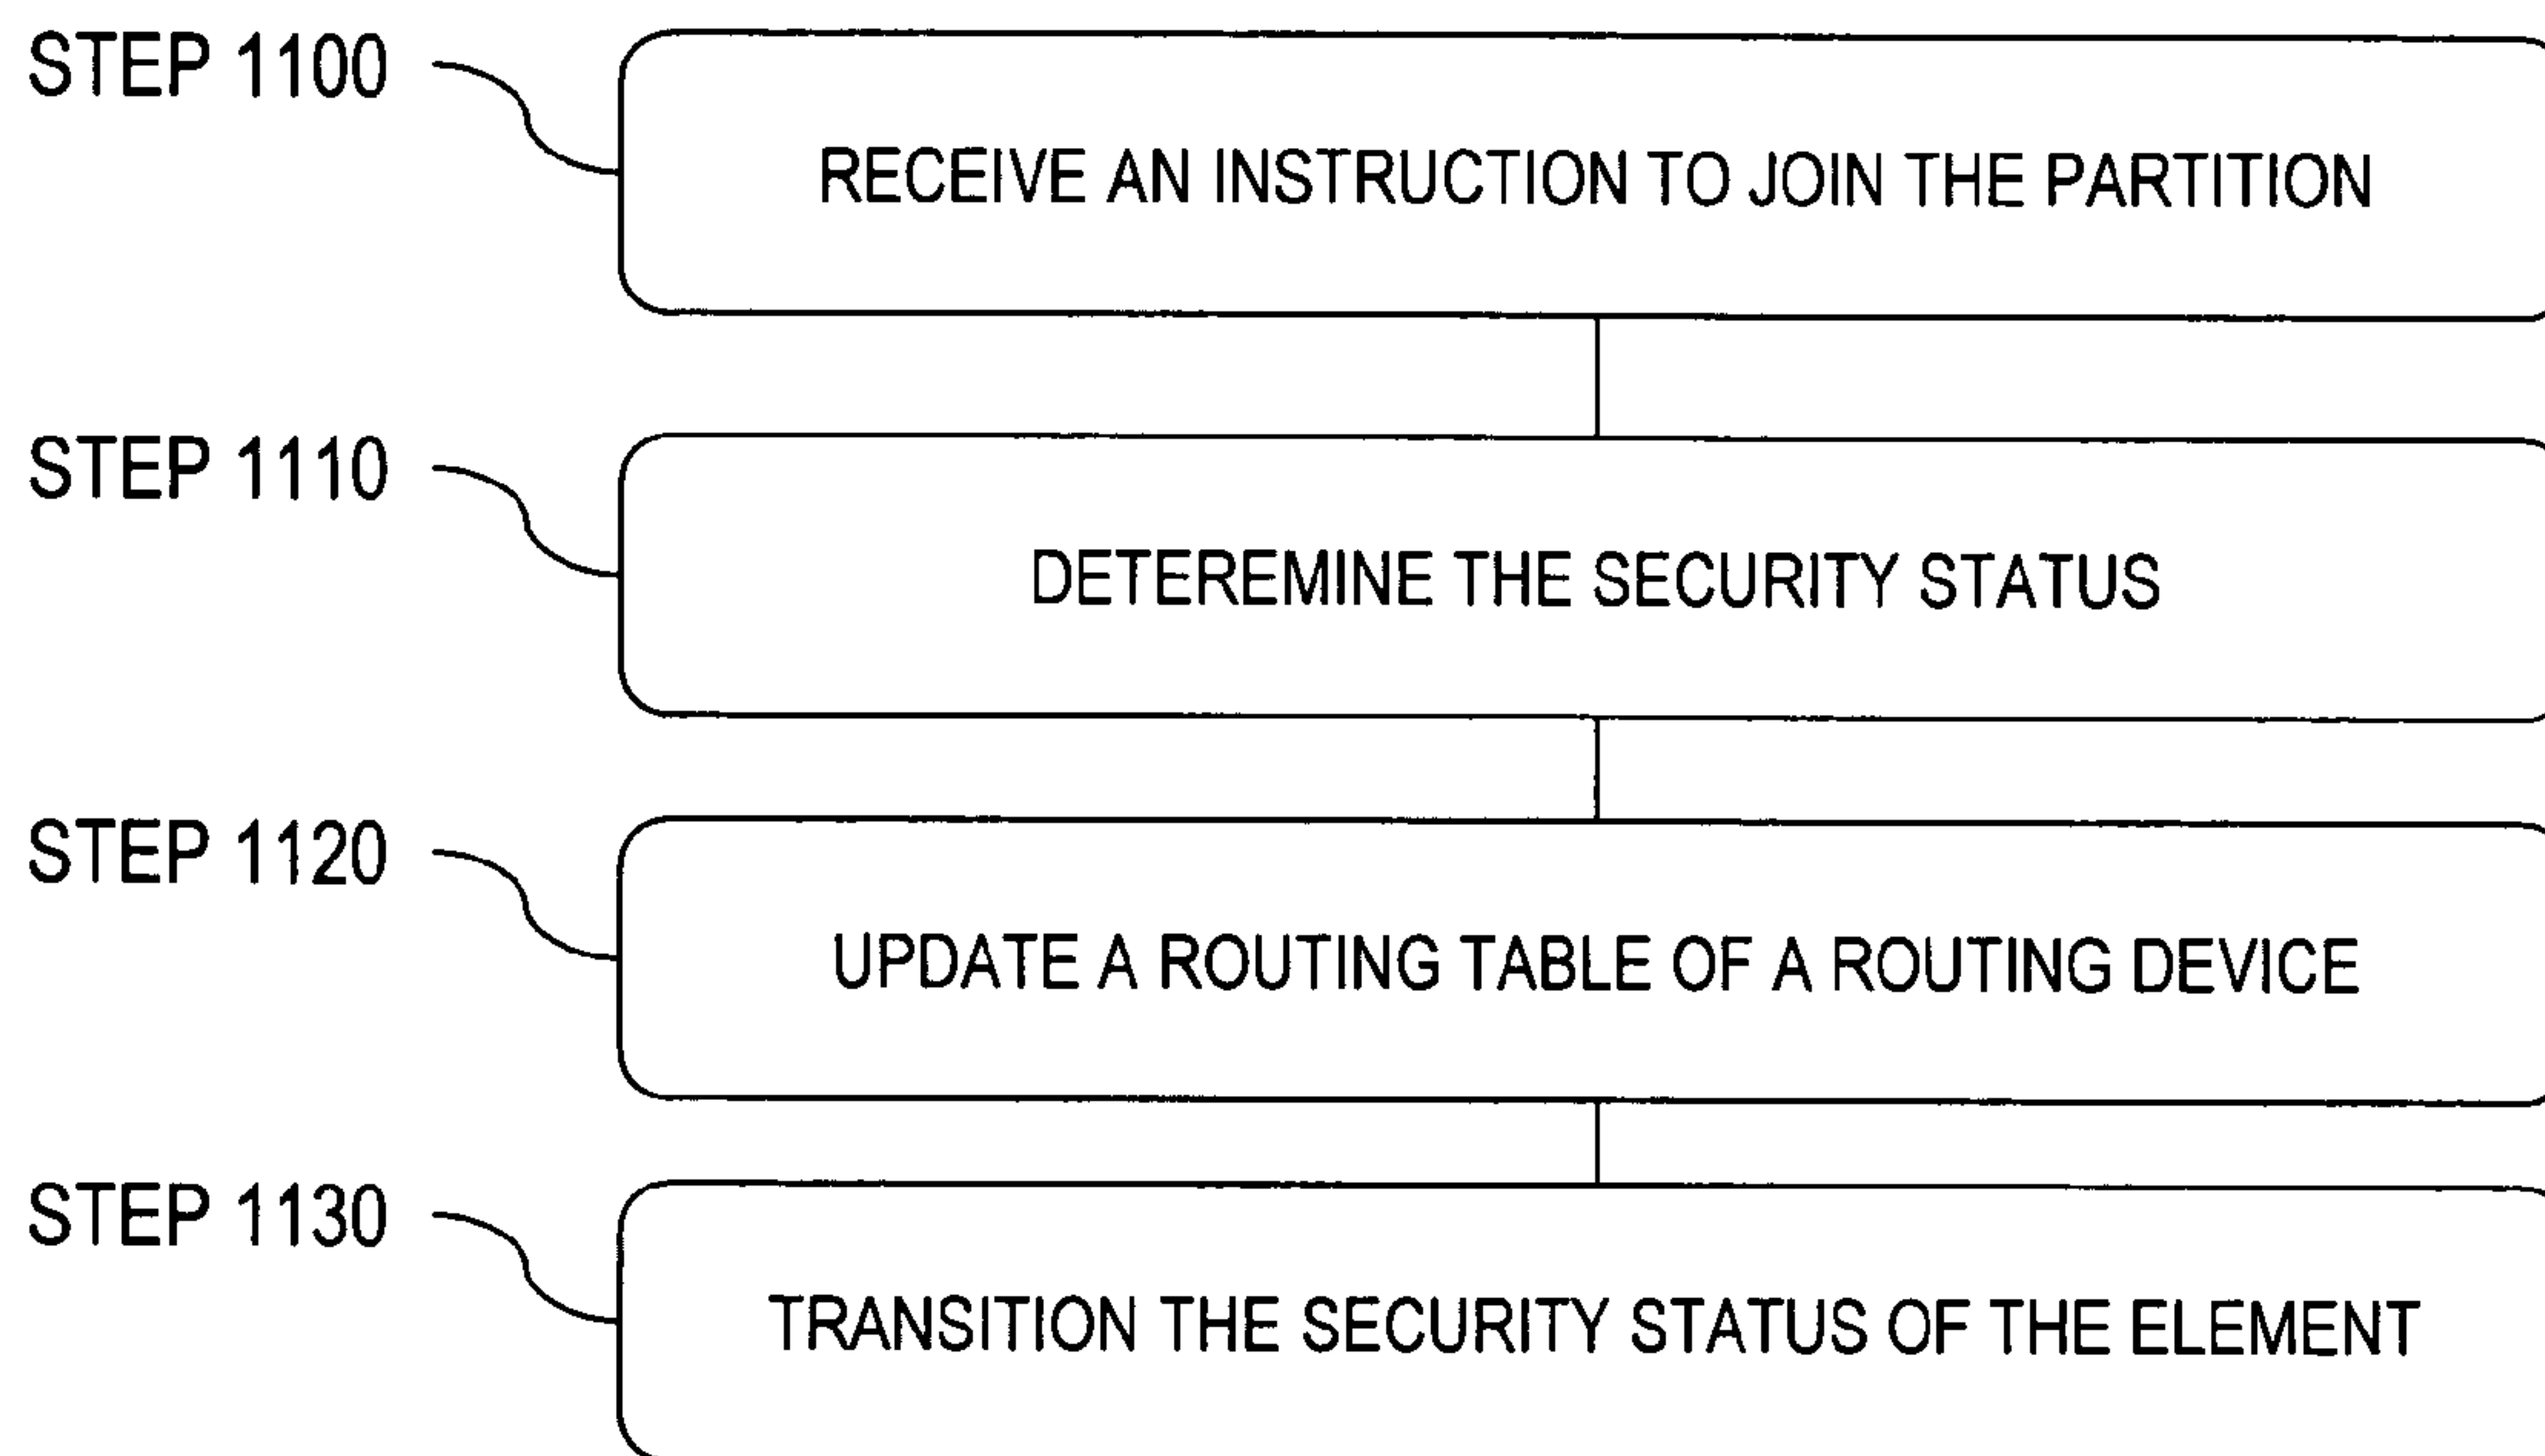 STEP 1100
RECEIVE AN INSTRUCTION TO JOIN THE PARTITION
STEP 1110
DETEREMINE THE SECURITY STATUS
STEP 1120
UPDATE A ROUTING TABLE OF A ROUTING DEVICE
STEP 1130
TRANSITION THE SECURITY STATUS OF THE ELEMENT